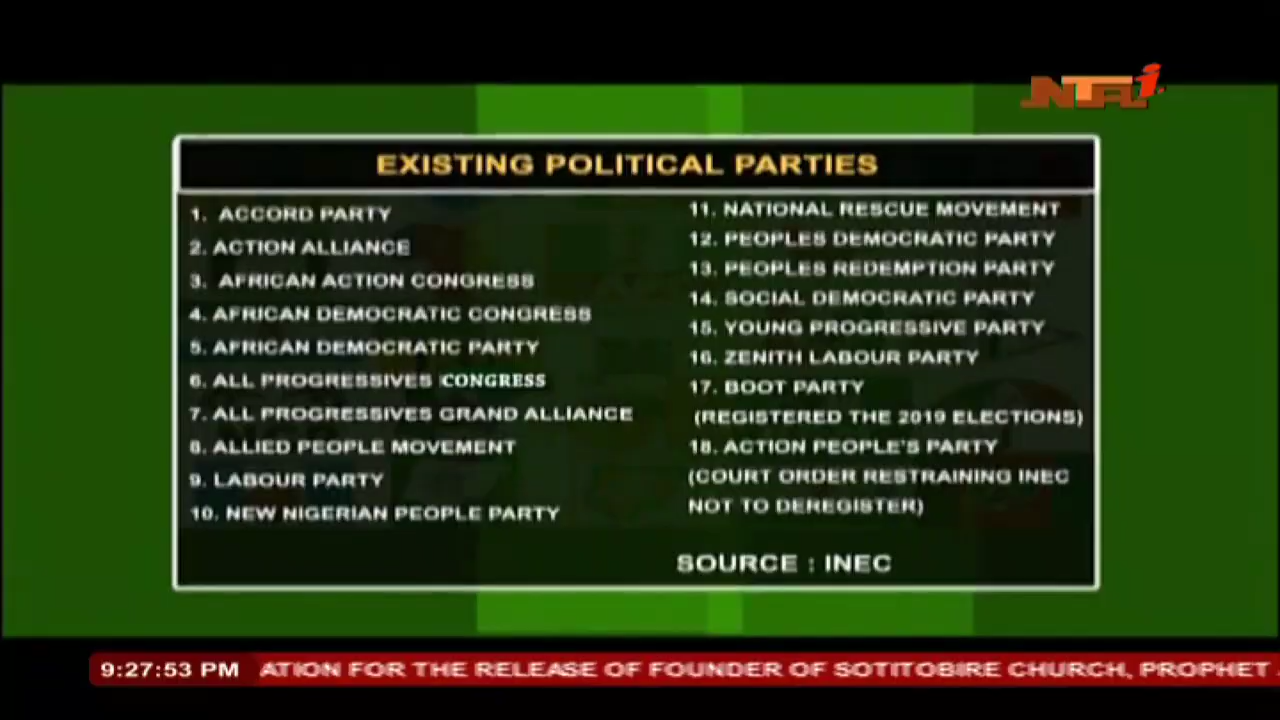 NTAi
EXISTING POLITICAL PARTIES
1. ACCORD PARTY
2. ACTION ALLIANCE
3. AFRICAN ACTION CONGRESS
4. AFRICAN DEMOCRATIC CONGRESS
5. AFRICAN DEMOCRATIC PARTY
6. ALL PROGRESSIVES CONGRESS
7. ALL PROGRESSIVES GRAND ALLIANCE
8. ALLIED PEOPLE MOVEMENT
9. LABOUR PARTY
10. NEW NIGERIAN PEOPLE PARTY
11. NATIONAL RESCUE MOVEMENT
12. PEOPLES DEMOCRATIC PARTY
13. PEOPLES REDEMPTION PARTY
14. SOCIAL DEMOCRATIC PARTY
15. YOUNG PROGRESSIVE PARTY
16. ZENITH LABOUR PARTY
17. BOOT PARTY
(REGISTERED THE 2019 ELECTIONS)
18. ACTION PEOPLE'S PARTY
(COURT ORDER RESTRAINING INEC
NOT TO DEREGISTER)
SOURCE : INEC
9:27:53 PM ATION FOR THE RELEASE OF FOUNDER OF SOTITOBIRE CHURCH, PROPHET